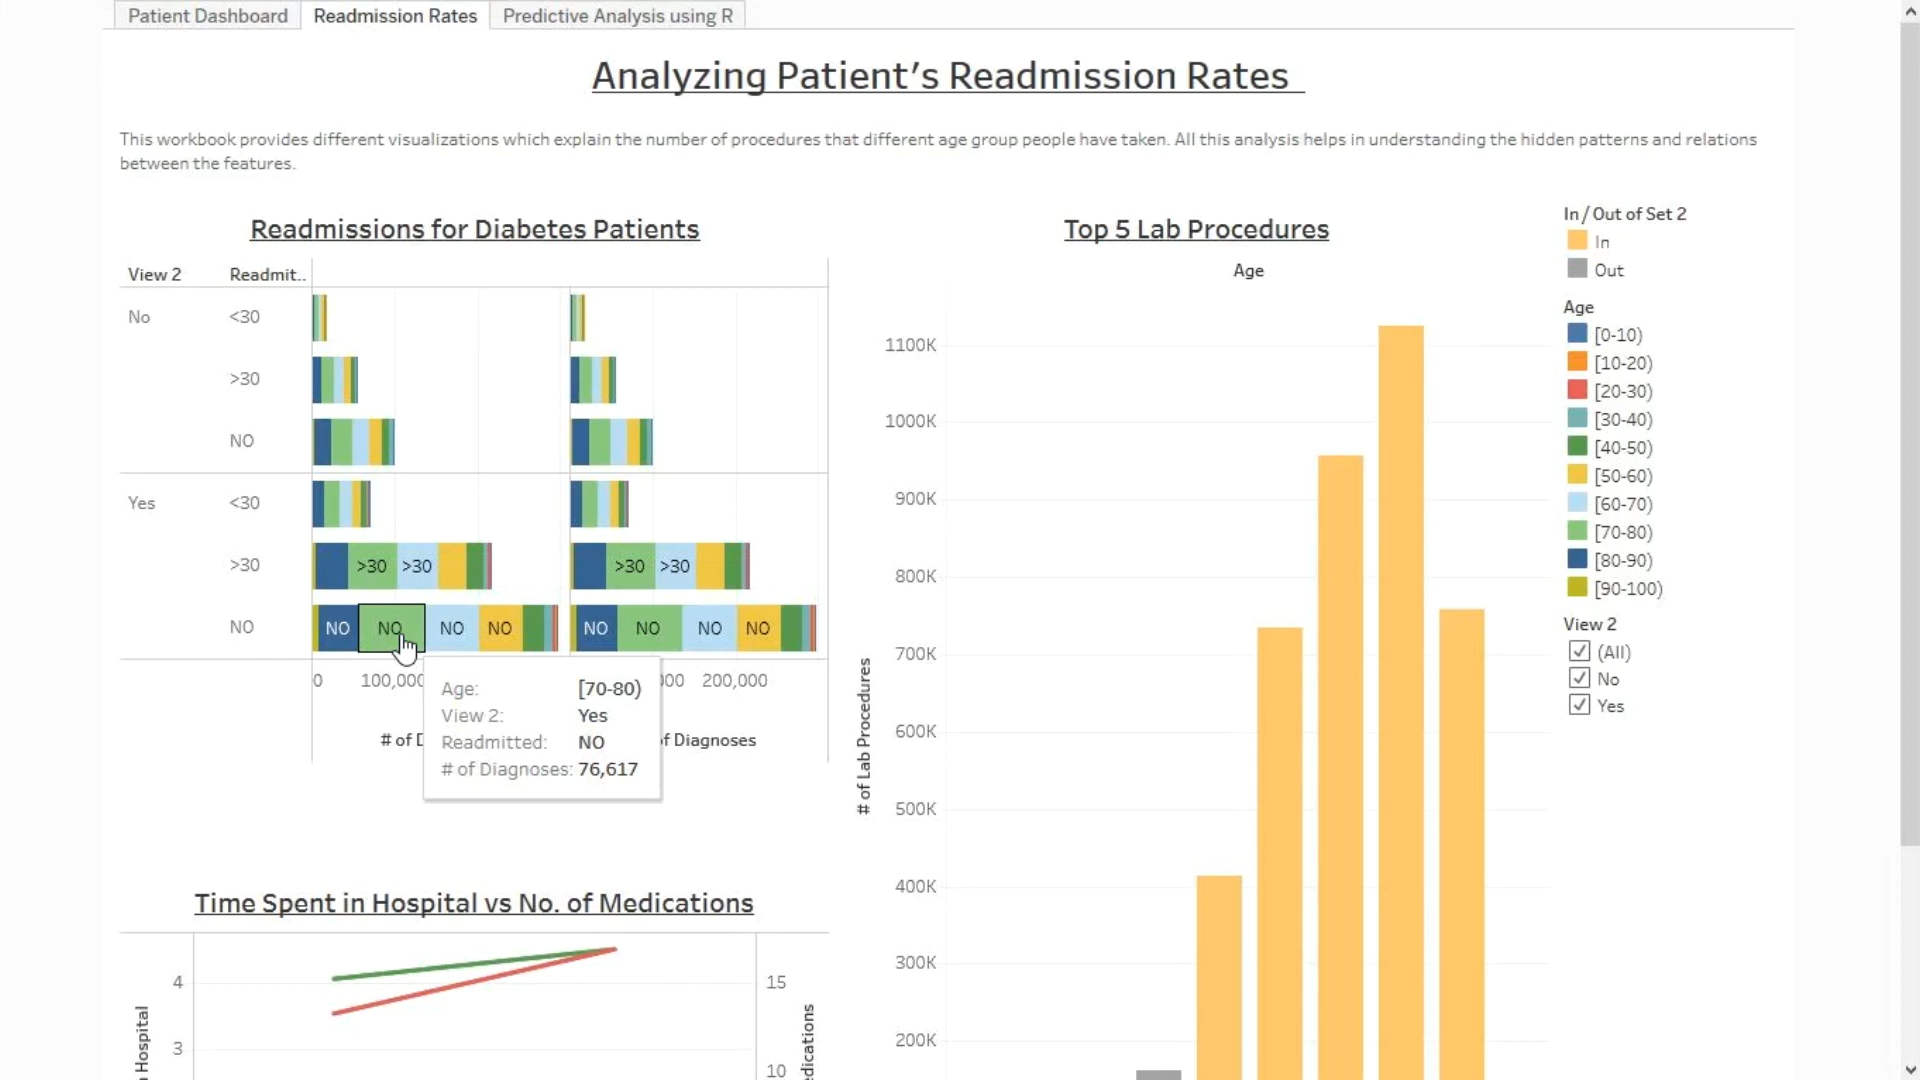 Patient Dashboard
Readmission Rates
Predictive Analysis using R
Analyzing Patient’s Readmission Rates
This workbook provides different visualizations which explain the number of procedures that different age group people have taken. All this analysis helps in understanding the hidden patterns and relations
between the features.
Readmissions for Diabetes Patients
View 2
Readmit..
No
<30
>30
NO
Yes
<30
>30
>30 >30
>30 >30
NO
NO NO NO NO
NO NO NO NO
0
200,000
# of
of Diagnoses
Age: [70-80)
View 2: Yes
Readmitted: NO
# of Diagnoses: 76,617
Top 5 Lab Procedures
Age
# of Lab Procedures
1100K
1000K
900K
800K
700K
600K
500K
400K
300K
200K
In / Out of Set 2
In
Out
Age
[0-10)
[10-20)
[20-30)
[30-40)
[40-50)
[50-60)
[60-70)
[70-80)
[80-90)
[90-100)
View 2
(All)
No
Yes
Time Spent in Hospital vs No. of Medications
4
3
Hospital
15
10